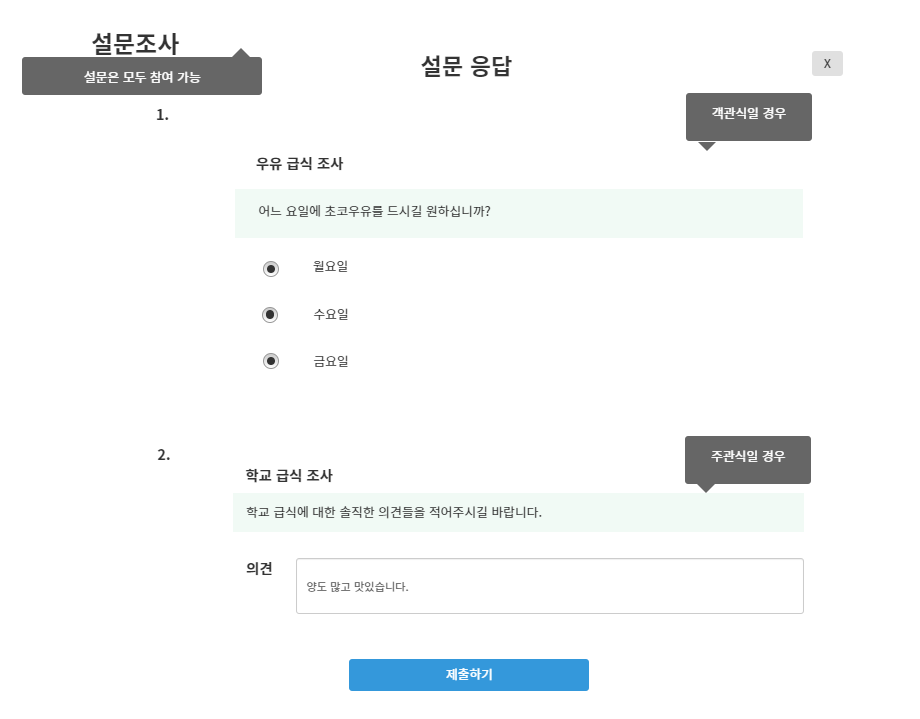 설문조사
설문은 모두 참여 가능
설문 응답
X
1.
객관식일 경우
우유 급식 조사
어느 요일에 초코우유를 드시길 원하십니까?
월요일
수요일
금요일
2.
주관식일 경우
학교 급식 조사
학교 급식에 대한 솔직한 의견들을 적어주시길 바랍니다.
의견
양도 많고 맛있습니다.
제출하기